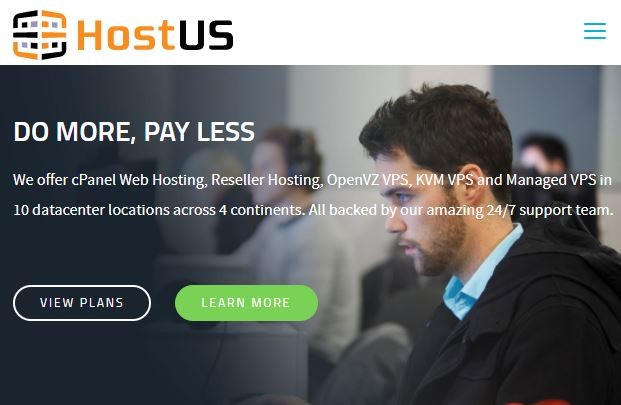 HostUS
DO MORE, PAY LESS
We offer cPanel Web Hosting, Reseller Hosting, OpenVZ VPS, KVM VPS and Managed VPS in
10 datacenter locations across 4 continents. All backed by our amazing 24/7 support team.
VIEW PLANS
LEARN MORE